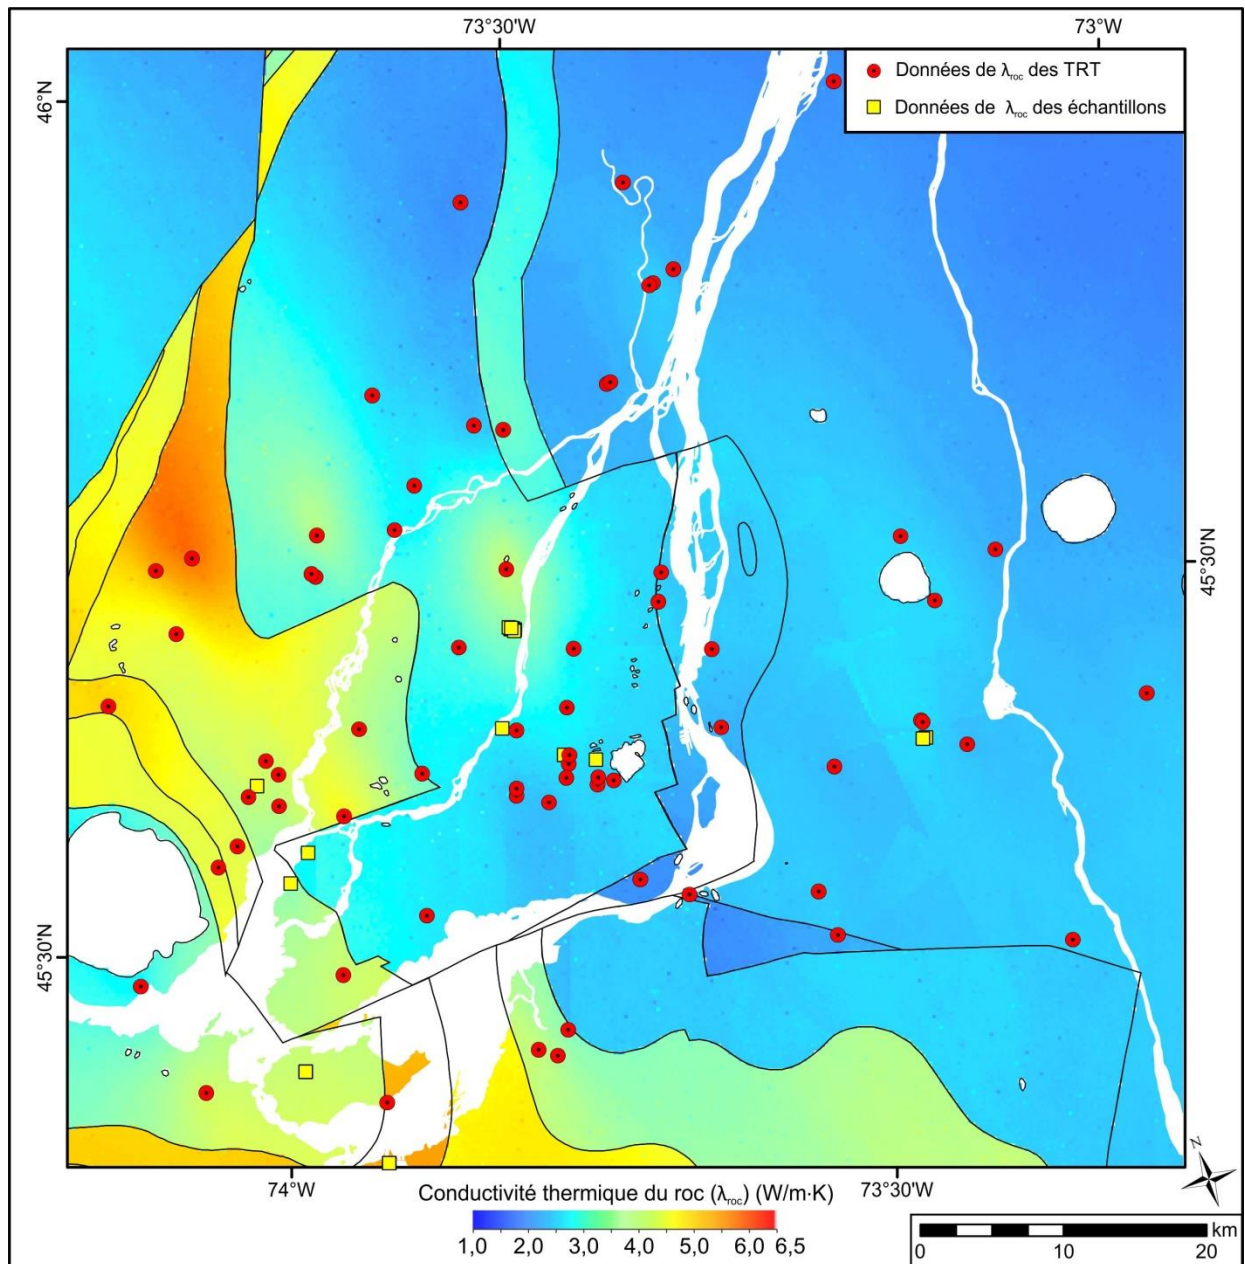 73°30'W
73°W
Données de λroc des TRT
Données de λroc des échantillons
46°N
45°30'N
45°30'N
74°W
73°30'W
N
Conductivité thermique du roc (λroc) (W/m·K)
1,0 2,0 3,0 4,0 5,0 6,0 6,5
km
0 10 20